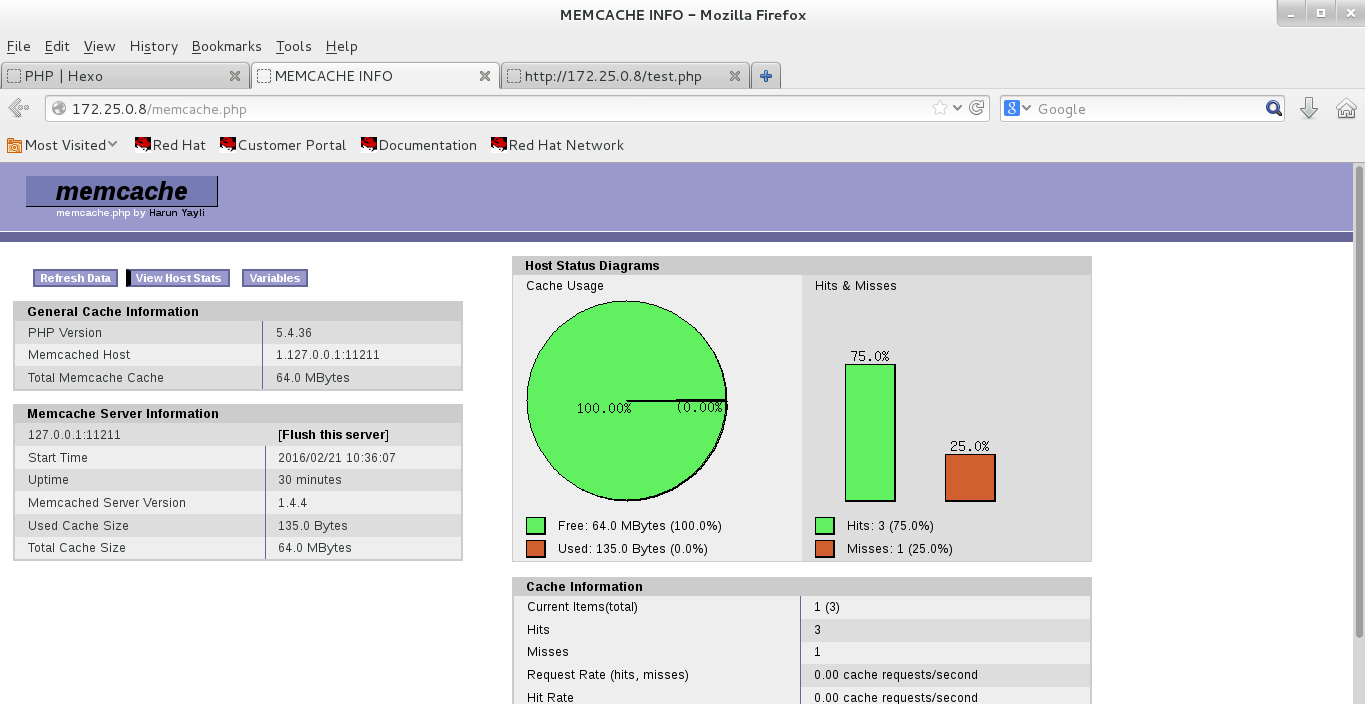 MEMCACHE INFO - Mozilla Firefox
File Edit View History Bookmarks Tools Help
PHP | Hexo
MEMCACHE INFO
http://172.25.0.8/test.php
172.25.0.8/memcache.php
8 Google
Most Visited Red Hat Customer Portal Documentation Red Hat Network
memcache
memcache.php by Harun Yayli
Refresh Data View Host Stats Variables
General Cache Information
PHP Version 5.4.36
Memcached Host 1.127.0.0.1:11211
Total Memcache Cache 64.0 MBytes
Memcache Server Information
127.0.0.1:11211 [Flush this server]
Start Time 2016/02/21 10:36:07
Uptime 30 minutes
Memcached Server Version 1.4.4
Used Cache Size 135.0 Bytes
Total Cache Size 64.0 MBytes
Host Status Diagrams
Cache Usage
100.00% (0.00%)
Free: 64.0 MBytes (100.0%)
Used: 135.0 Bytes (0.0%)
Hits & Misses
75.0%
25.0%
Hits: 3 (75.0%)
Misses: 1 (25.0%)
Cache Information
Current Items(total) 1 (3)
Hits 3
Misses 1
Request Rate (hits, misses) 0.00 cache requests/second
Hit Rate 0.00 cache requests/second